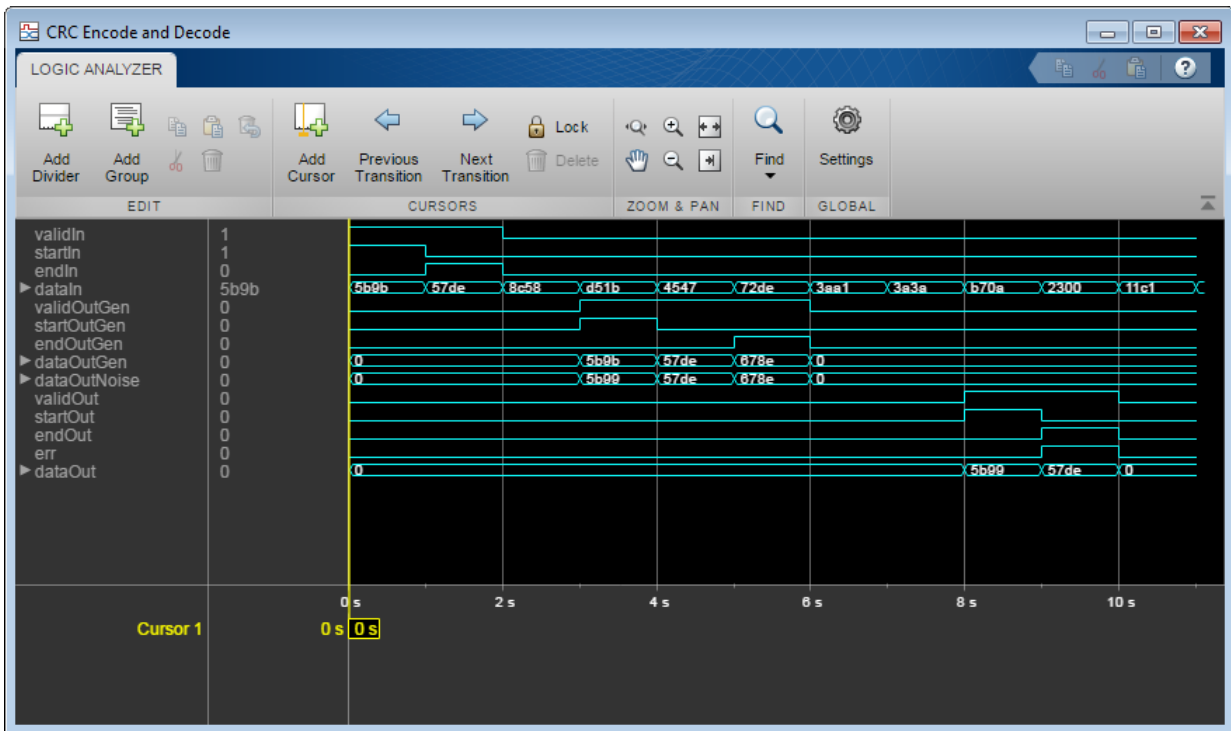 CRC Encode and Decode
LOGIC ANALYZER
?
Add Divider
Add Group
Add Cursor
Previous Transition
Next Transition
Lock
Delete
Find
Settings
EDIT CURSORS ZOOM & PAN FIND GLOBAL
validIn 1
startIn 1
endIn 0
dataIn 5b9b 5b9b 57de 8c58 d51b 4547 72de 3aa1 3a3a b70a 2300 11c1
validOutGen 0
startOutGen 0
endOutGen 0
dataOutGen 0 0 5b9b 57de 678e 0
dataOutNoise 0 0 5b99 57de 678e 0
validOut 0
startOut 0
endOut 0
err 0
dataOut 0 0 5b99 57de 0
0 s 2 s 4 s 6 s 8 s 10 s
Cursor 1 0 s 0 s